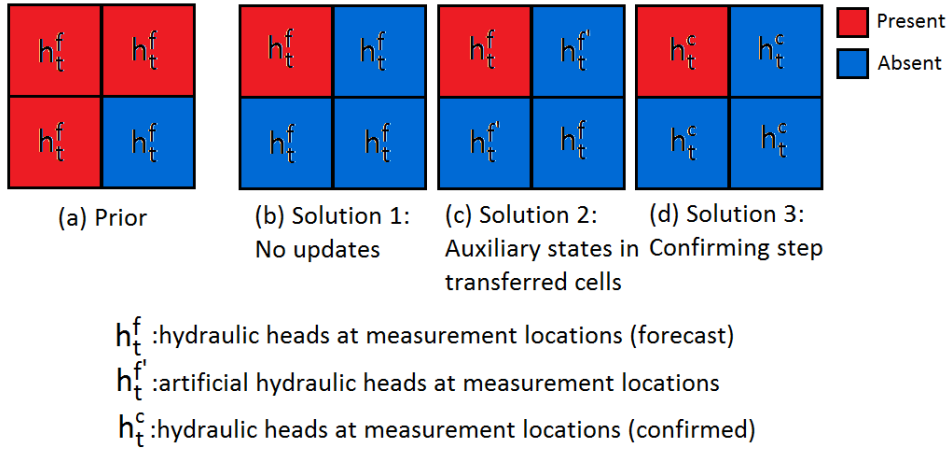 h_t^f h_t^f h_t^f h_t^f h_t^f h_t^f' h_t^c h_t^c Present
Absent
h_t^f h_t^f h_t^f h_t^f h_t^f' h_t^f h_t^c h_t^c
(a) Prior (b) Solution 1: (c) Solution 2: (d) Solution 3:
No updates Auxiliary states in Confirming step
transferred cells
h_t^f :hydraulic heads at measurement locations (forecast)
h_t^f' :artificial hydraulic heads at measurement locations
h_t^c :hydraulic heads at measurement locations (confirmed)